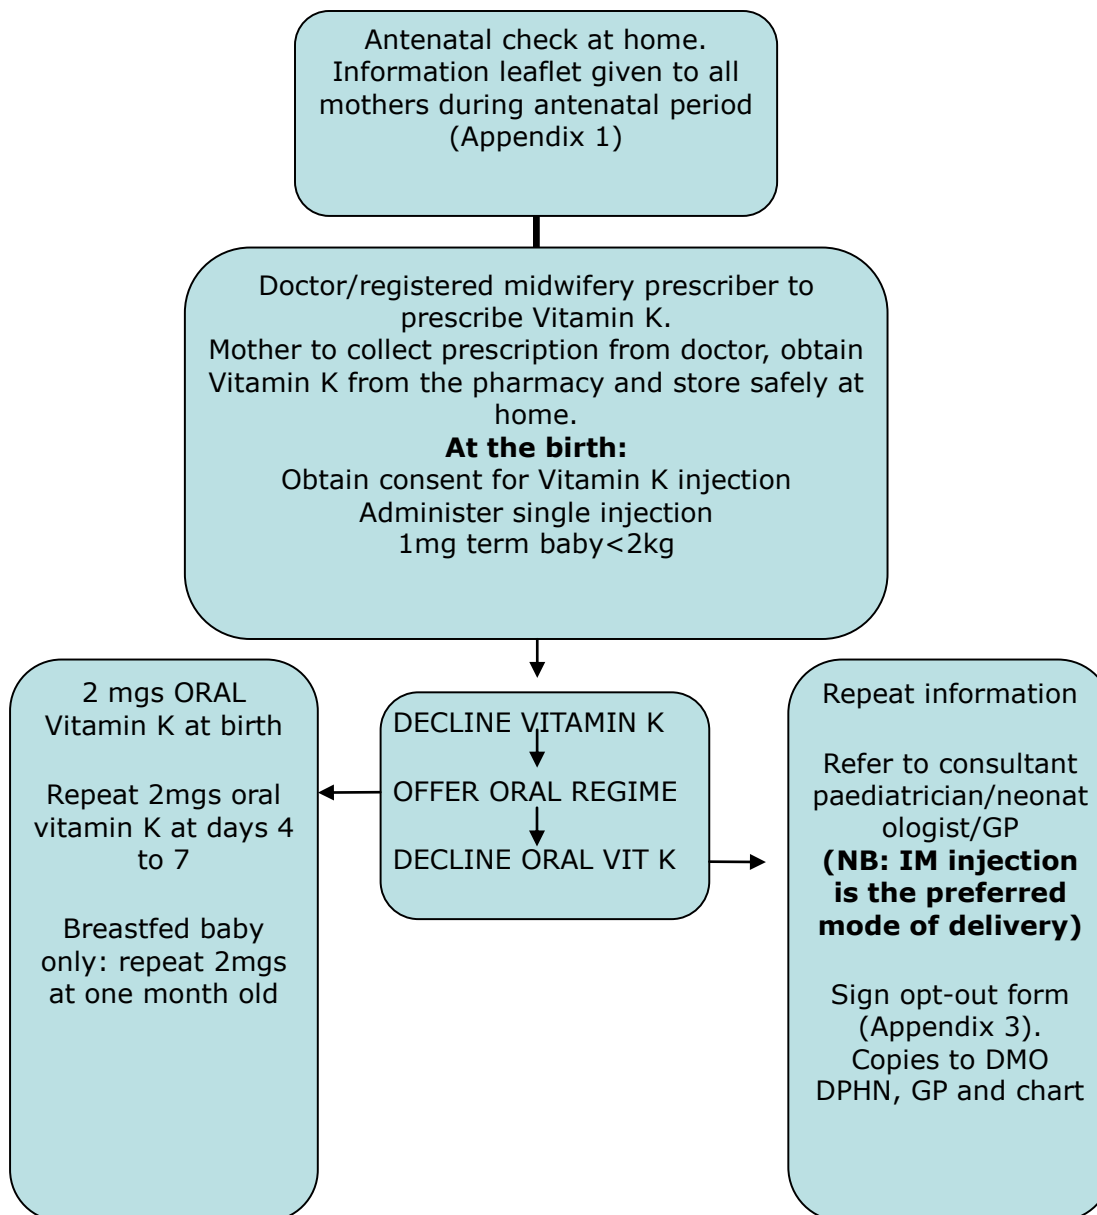 Antenatal check at home.
Information leaflet given to all
mothers during antenatal period
(Appendix 1)
Doctor/registered midwifery prescriber to
prescribe Vitamin K.
Mother to collect prescription from doctor, obtain
Vitamin K from the pharmacy and store safely at
home.
At the birth:
Obtain consent for Vitamin K injection
Administer single injection
1mg term baby<2kg
2 mgs ORAL
Vitamin K at birth
Repeat 2mgs oral
vitamin K at days 4
to 7
Breastfed baby
only: repeat 2mgs
at one month old
DECLINE VITAMIN K
OFFER ORAL REGIME
DECLINE ORAL VIT K
Repeat information
Refer to consultant
paediatrician/neonat
ologist/GP
(NB: IM injection
is the preferred
mode of delivery)
Sign opt-out form
(Appendix 3).
Copies to DMO
DPHN, GP and chart